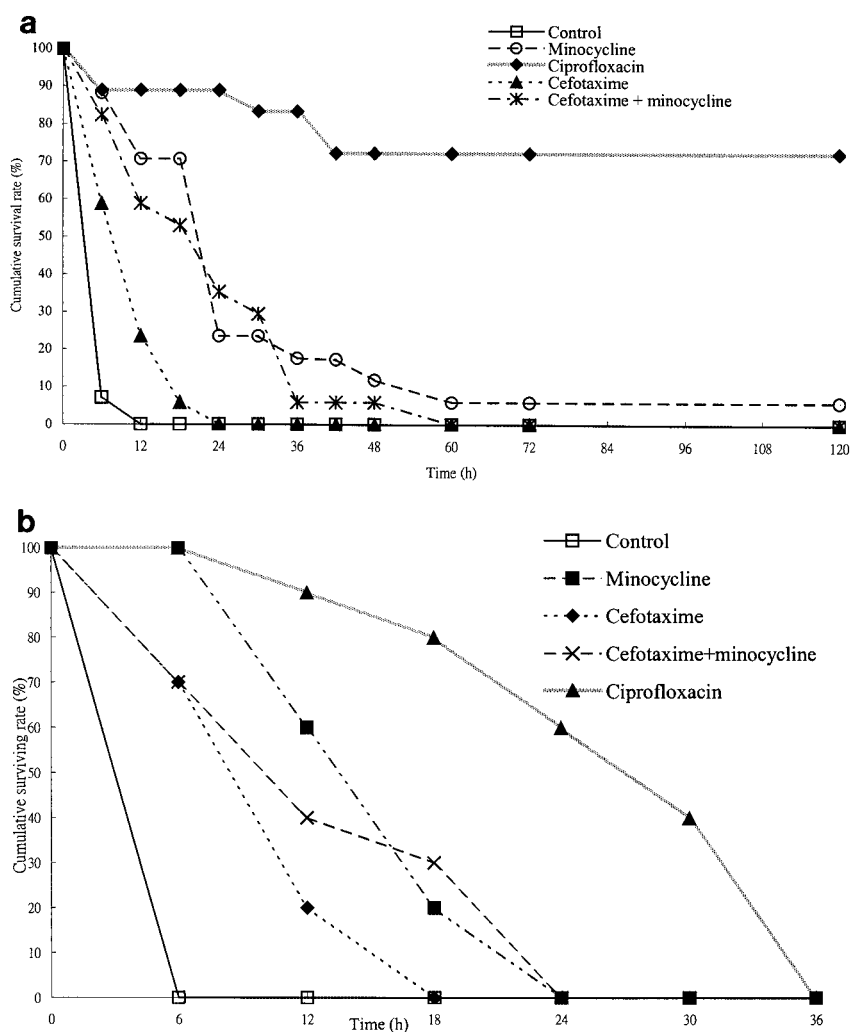 a
Control
Minocycline
Ciprofloxacin
Cefotaxime
Cefotaxime + minocycline
Cumulative survival rate (%)
100
90
80
70
60
50
40
30
20
10
0
0 12 24 36 48 60 72 84 96 108 120
Time (h)
b
Control
Minocycline
Cefotaxime
Cefotaxime+minocycline
Ciprofloxacin
Cumulative surviving rate (%)
100
90
80
70
60
50
40
30
20
10
0
0 6 12 18 24 30 36
Time (h)